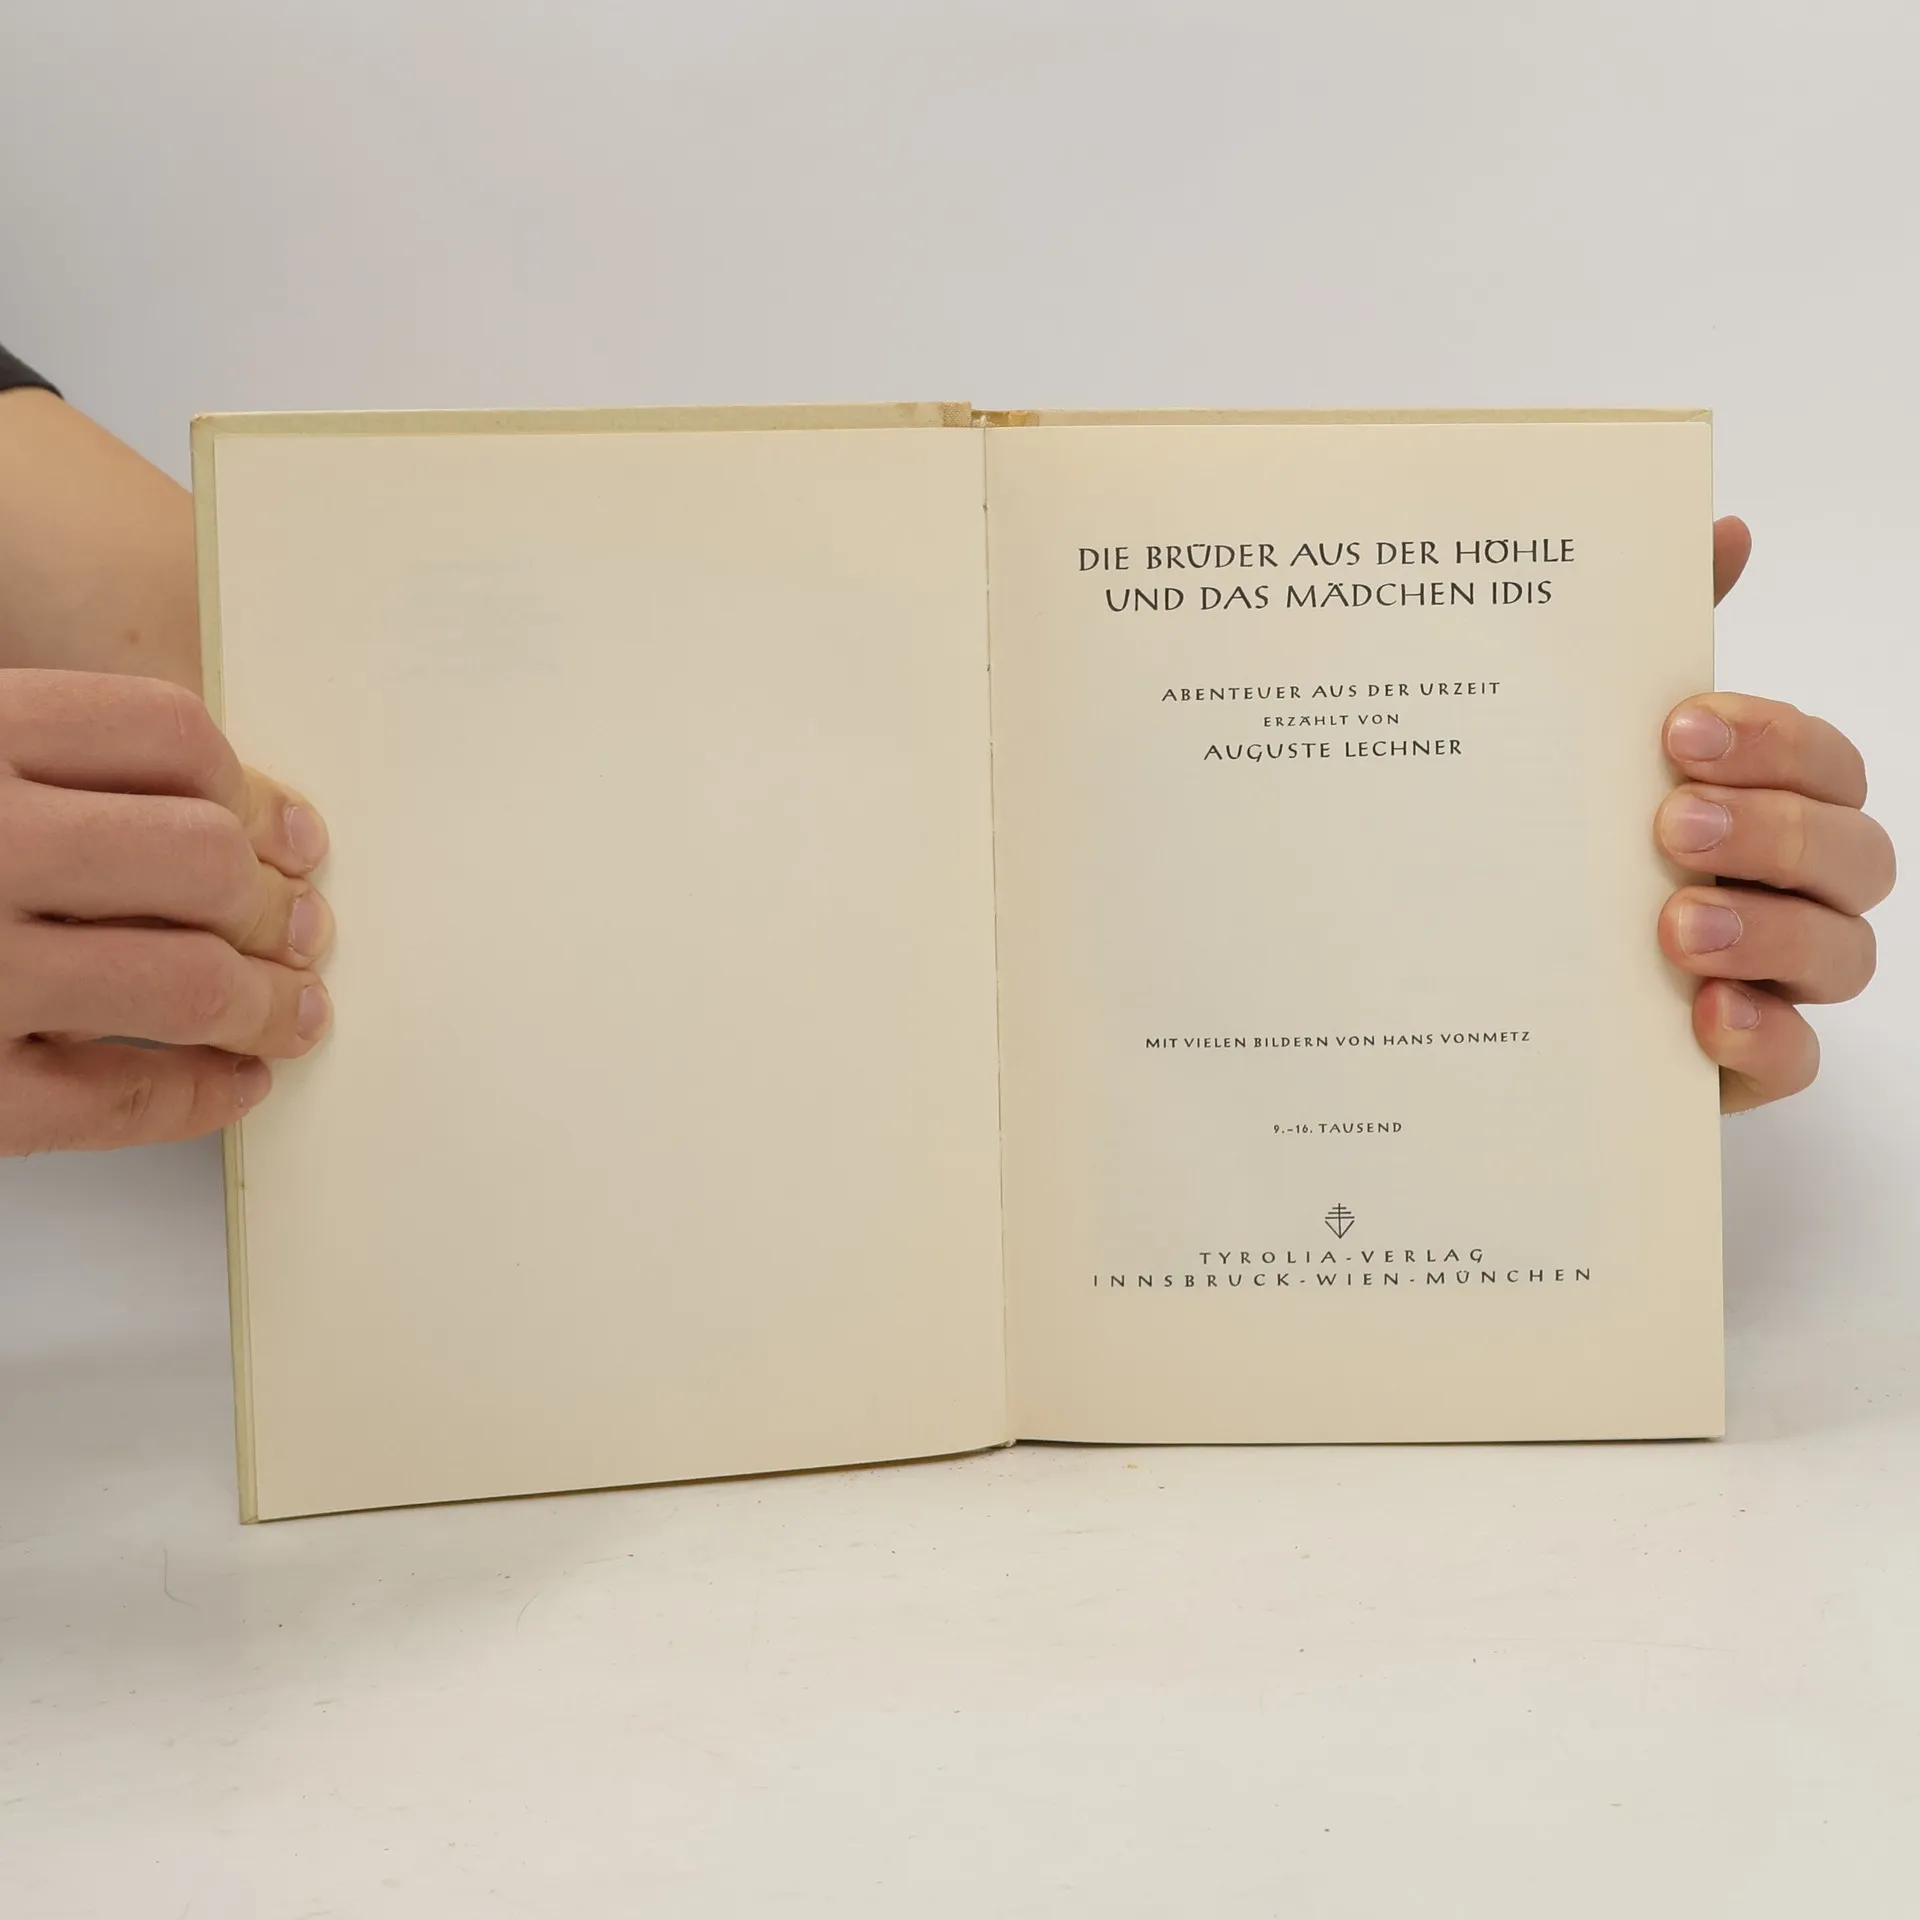 DIE BRÜDER AUS DER HÖHLE
UND DAS MÄDCHEN IDIS
ABENTEUER AUS DER URZEIT
ERZÄHLT VON
AUGUSTE LECHNER
MIT VIELEN BILDERN VON HANS VONMETZ
9.–16. TAUSEND
TYROLIA-VERLAG
INNSBRUCK-WIEN-MÜNCHEN